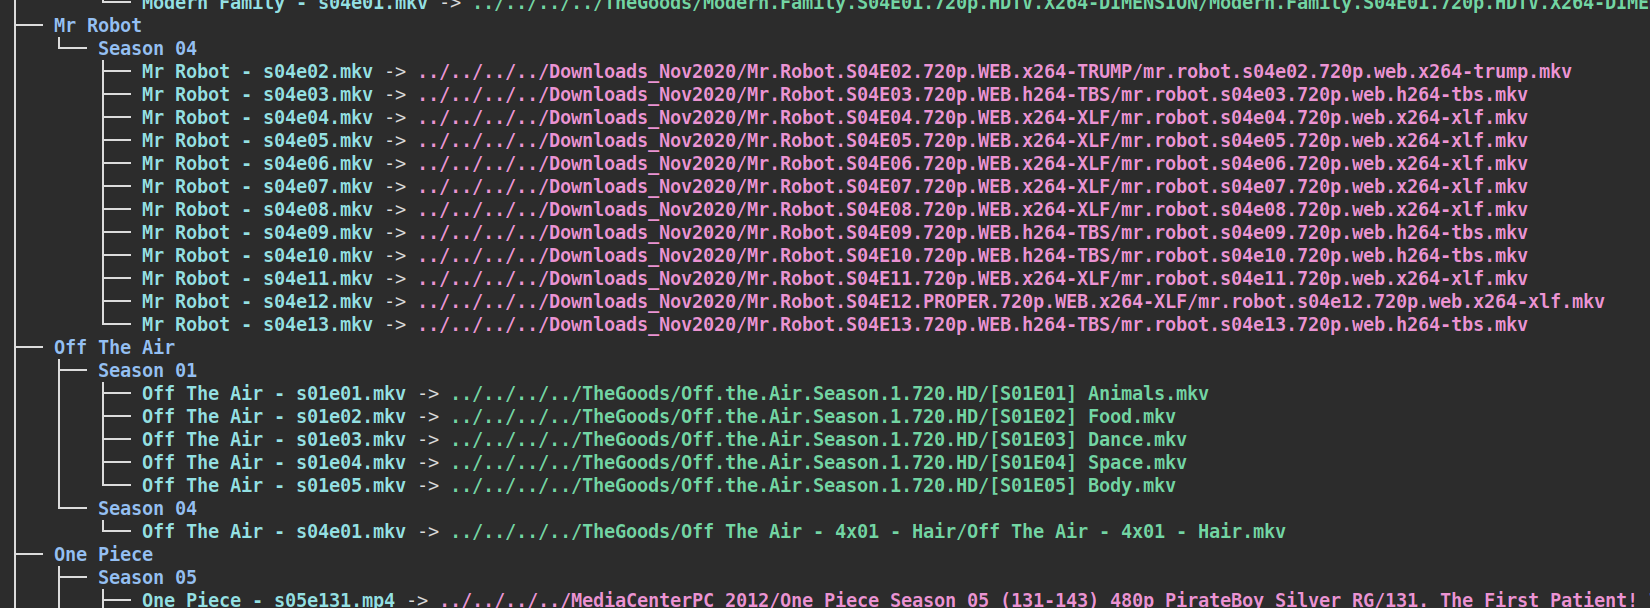 Modern Family - s04e01.mkv -> ../../../../TheGoods/Modern.Family.S04E01.720p.HDTV.X264-DIMENSION/Modern.Family.S04E01.720p.HDTV.X264-DIME
Mr Robot
Season 04
Mr Robot - s04e02.mkv -> ../../../../Downloads_Nov2020/Mr.Robot.S04E02.720p.WEB.x264-TRUMP/mr.robot.s04e02.720p.web.x264-trump.mkv
Mr Robot - s04e03.mkv -> ../../../../Downloads_Nov2020/Mr.Robot.S04E03.720p.WEB.h264-TBS/mr.robot.s04e03.720p.web.h264-tbs.mkv
Mr Robot - s04e04.mkv -> ../../../../Downloads_Nov2020/Mr.Robot.S04E04.720p.WEB.x264-XLF/mr.robot.s04e04.720p.web.x264-xlf.mkv
Mr Robot - s04e05.mkv -> ../../../../Downloads_Nov2020/Mr.Robot.S04E05.720p.WEB.x264-XLF/mr.robot.s04e05.720p.web.x264-xlf.mkv
Mr Robot - s04e06.mkv -> ../../../../Downloads_Nov2020/Mr.Robot.S04E06.720p.WEB.x264-XLF/mr.robot.s04e06.720p.web.x264-xlf.mkv
Mr Robot - s04e07.mkv -> ../../../../Downloads_Nov2020/Mr.Robot.S04E07.720p.WEB.x264-XLF/mr.robot.s04e07.720p.web.x264-xlf.mkv
Mr Robot - s04e08.mkv -> ../../../../Downloads_Nov2020/Mr.Robot.S04E08.720p.WEB.x264-XLF/mr.robot.s04e08.720p.web.x264-xlf.mkv
Mr Robot - s04e09.mkv -> ../../../../Downloads_Nov2020/Mr.Robot.S04E09.720p.WEB.h264-TBS/mr.robot.s04e09.720p.web.h264-tbs.mkv
Mr Robot - s04e10.mkv -> ../../../../Downloads_Nov2020/Mr.Robot.S04E10.720p.WEB.h264-TBS/mr.robot.s04e10.720p.web.h264-tbs.mkv
Mr Robot - s04e11.mkv -> ../../../../Downloads_Nov2020/Mr.Robot.S04E11.720p.WEB.x264-XLF/mr.robot.s04e11.720p.web.x264-xlf.mkv
Mr Robot - s04e12.mkv -> ../../../../Downloads_Nov2020/Mr.Robot.S04E12.PROPER.720p.WEB.x264-XLF/mr.robot.s04e12.720p.web.x264-xlf.mkv
Mr Robot - s04e13.mkv -> ../../../../Downloads_Nov2020/Mr.Robot.S04E13.720p.WEB.h264-TBS/mr.robot.s04e13.720p.web.h264-tbs.mkv
Off The Air
Season 01
Off The Air - s01e01.mkv -> ../../../../TheGoods/Off.the.Air.Season.1.720.HD/[S01E01] Animals.mkv
Off The Air - s01e02.mkv -> ../../../../TheGoods/Off.the.Air.Season.1.720.HD/[S01E02] Food.mkv
Off The Air - s01e03.mkv -> ../../../../TheGoods/Off.the.Air.Season.1.720.HD/[S01E03] Dance.mkv
Off The Air - s01e04.mkv -> ../../../../TheGoods/Off.the.Air.Season.1.720.HD/[S01E04] Space.mkv
Off The Air - s01e05.mkv -> ../../../../TheGoods/Off.the.Air.Season.1.720.HD/[S01E05] Body.mkv
Season 04
Off The Air - s04e01.mkv -> ../../../../TheGoods/Off The Air - 4x01 - Hair/Off The Air - 4x01 - Hair.mkv
One Piece
Season 05
One Piece - s05e131.mp4 -> ../../../../MediaCenterPC_2012/One Piece Season 05 (131-143) 480p PirateBoy Silver RG/131. The First Patient!